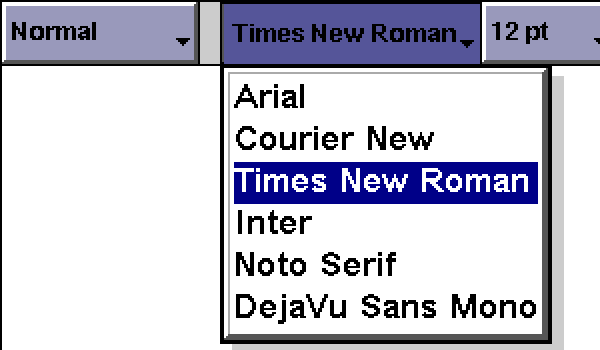 Normal
Times New Roman
12 pt
Arial
Courier New
Times New Roman
Inter
Noto Serif
DejaVu Sans Mono